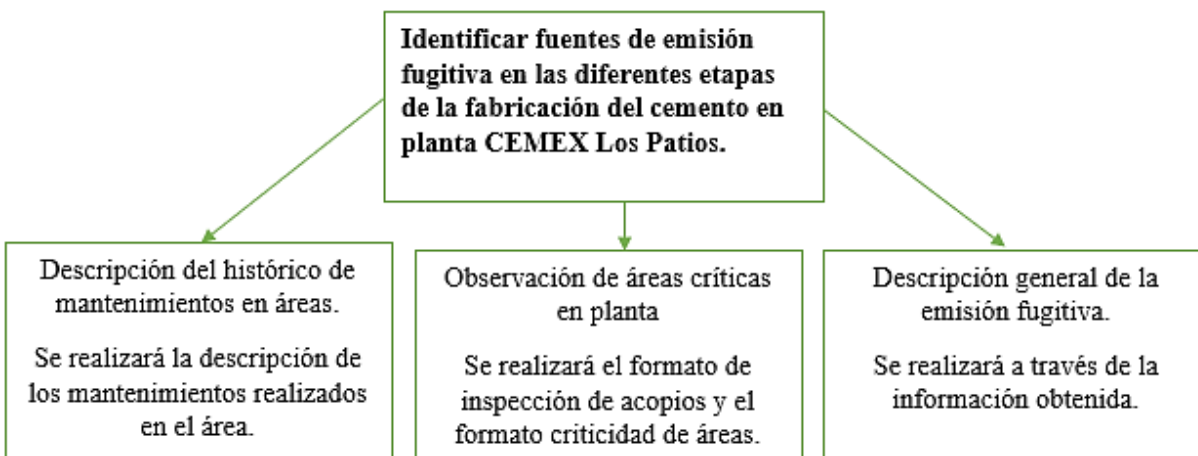 Identificar fuentes de emisión
fugitiva en las diferentes etapas
de la fabricación del cemento en
planta CEMEX Los Patios.
Descripción del histórico de
mantenimientos en áreas.
Se realizará la descripción de
los mantenimientos realizados
en el área.
Observación de áreas críticas
en planta
Se realizará el formato de
inspección de acopios y el
formato criticidad de áreas.
Descripción general de la
emisión fugitiva.
Se realizará a través de la
información obtenida.